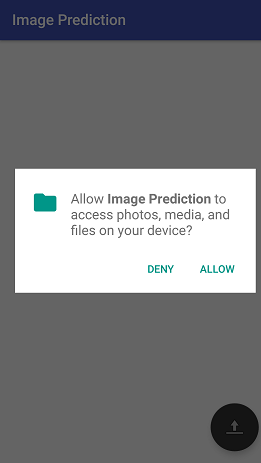 Image Prediction
Allow Image Prediction to
access photos, media, and
files on your device?
DENY ALLOW